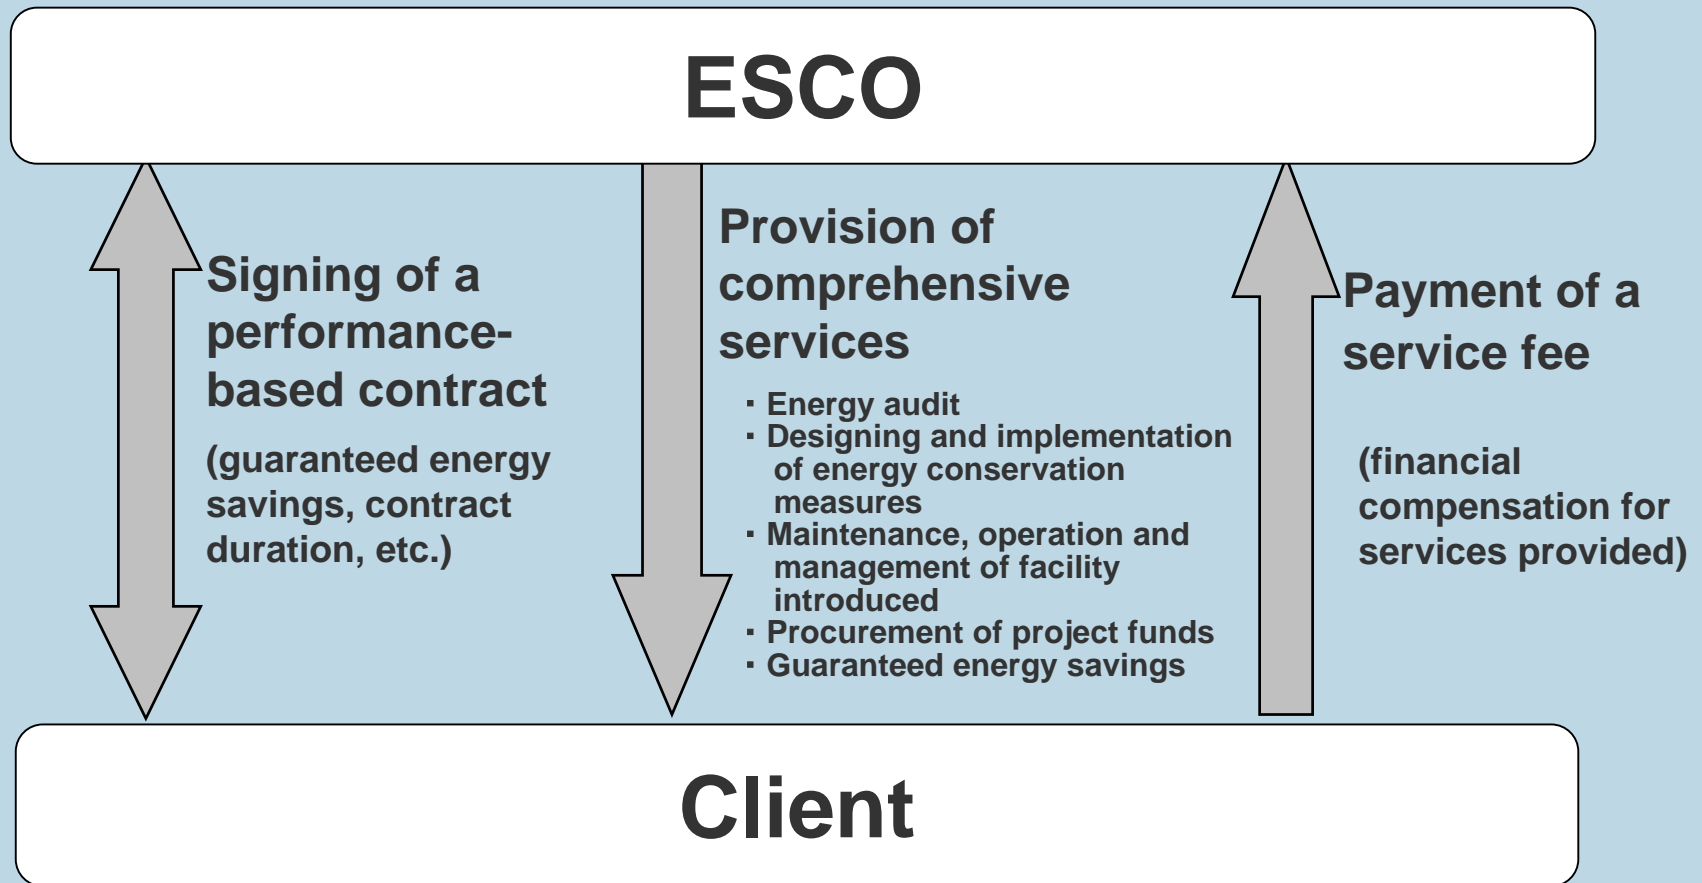 ESCO
Signing of a
performance-
based contract
(guaranteed energy
savings, contract
duration, etc.)
Provision of
comprehensive
services
・Energy audit
・Designing and implementation
of energy conservation
measures
・Maintenance, operation and
management of facility
introduced
・Procurement of project funds
・Guaranteed energy savings
Payment of a
service fee
(financial
compensation for
services provided)
Client